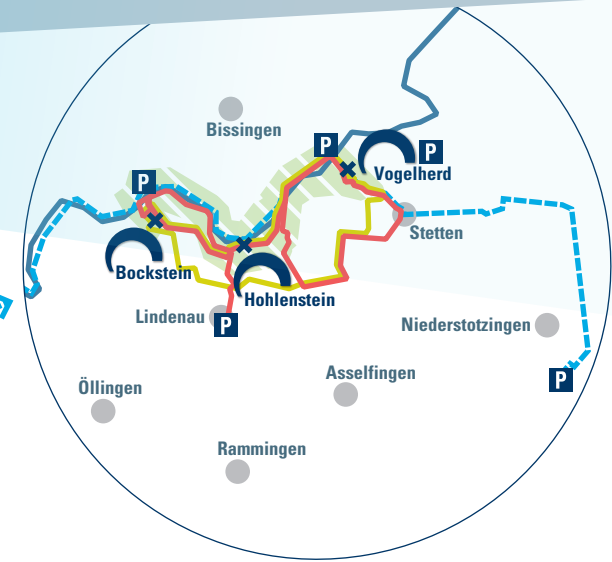 Bissingen
P
P
Vogelherd
P
Stetten
Bockstein
Hohlenstein
Lindenau
P
Niederstotzingen
P
Asselfingen
Öllingen
Rammingen